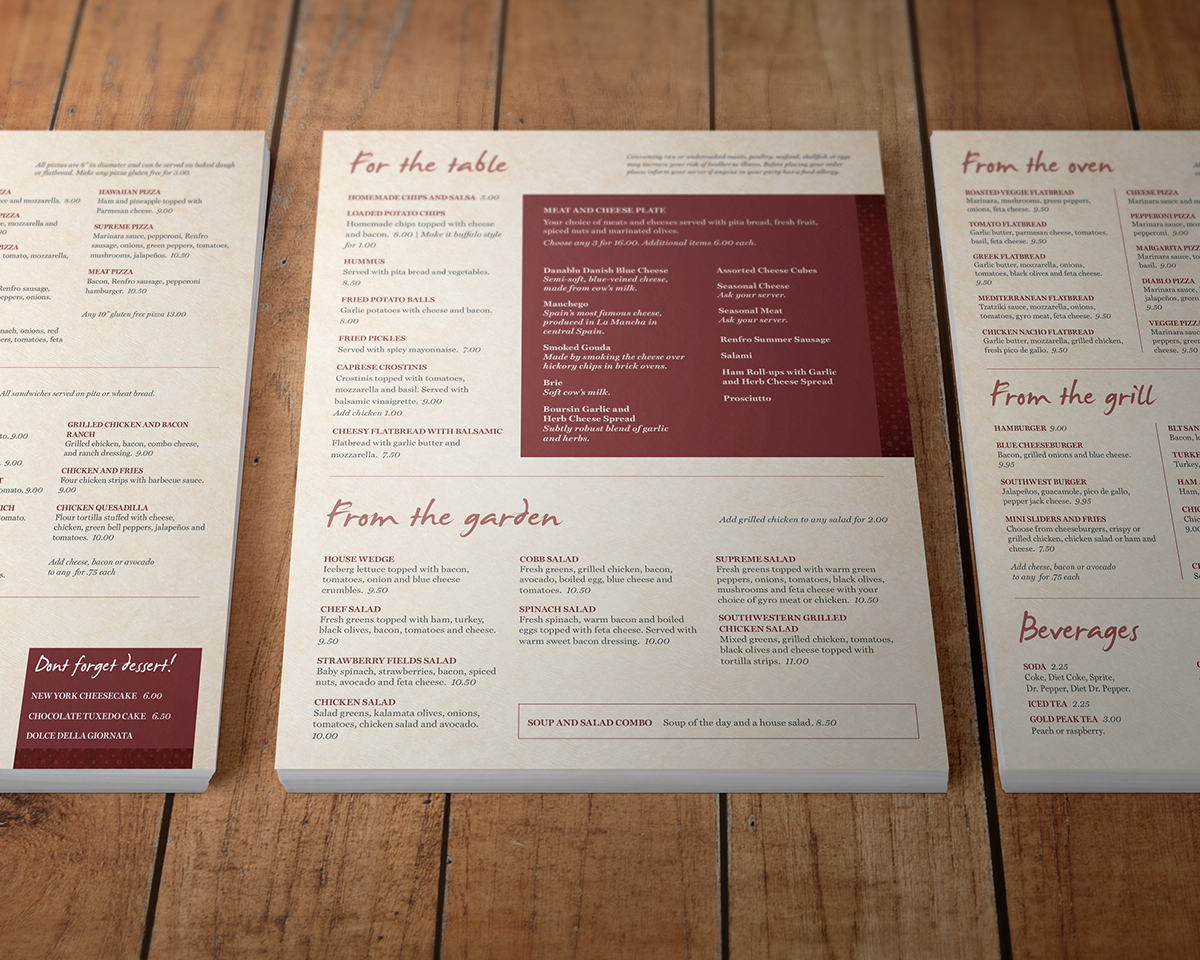 All pizzas are 8" in diameter and can be served on baked dough
or flatbread. Make any pizza gluten free for 3.00.
ZZA
ce and mozzarella. 8.00
PIZZA
e, mozzarella and
00
PIZZA
tomato, mozzarella,
Renfro sausage,
peppers, onions.
nach, onions, red
ers, tomatoes, feta
HAWAIIAN PIZZA
Ham and pineapple topped with
Parmesan cheese. 9.00
SUPREME PIZZA
Marinara sauce, pepperoni, Renfro
sausage, onions, green peppers, tomatoes,
mushrooms, jalapeños. 10.50
MEAT PIZZA
Bacon, Renfro sausage, pepperoni
hamburger. 10.50
Any 10" gluten free pizza 13.00
All sandwiches served on pita or wheat bread.
to. 9.00
. 9.00
T
omato. 9.00
ICH
omato.
s.
GRILLED CHICKEN AND BACON
RANCH
Grilled chicken, bacon, combo cheese,
and ranch dressing. 9.00
CHICKEN AND FRIES
Four chicken strips with barbecue sauce.
9.00
CHICKEN QUESADILLA
Flour tortilla stuffed with cheese,
chicken, green bell peppers, jalapeños and
tomatoes. 10.00
Add cheese, bacon or avocado
to any for .75 each
Dont forget dessert!
NEW YORK CHEESECAKE 6.00
CHOCOLATE TUXEDO CAKE 6.50
DOLCE DELLA GIORNATA
For the table
Consuming raw or undercooked meats, poultry, seafood, shellfish or eggs
may increase your risk of foodborne illness. Before placing your order
please inform your server if anyone in your party has a food allergy.
HOMEMADE CHIPS AND SALSA 5.00
LOADED POTATO CHIPS
Homemade chips topped with cheese
and bacon. 8.00 | Make it buffalo style
for 1.00
HUMMUS
Served with pita bread and vegetables.
8.50
FRIED POTATO BALLS
Garlic potatoes with cheese and bacon.
8.00
FRIED PICKLES
Served with spicy mayonnaise. 7.00
CAPRESE CROSTINIS
Crostinis topped with tomatoes,
mozzarella and basil. Served with
balsamic vinaigrette. 9.00
Add chicken 1.00
CHEESY FLATBREAD WITH BALSAMIC
Flatbread with garlic butter and
mozzarella. 7.50
MEAT AND CHEESE PLATE
Your choice of meats and cheeses served with pita bread, fresh fruit,
spiced nuts and marinated olives.
Choose any 3 for 16.00. Additional items 6.00 each.
Danablu Danish Blue Cheese
Semi-soft, blue-veined cheese,
made from cow's milk.
Manchego
Spain's most famous cheese,
produced in La Mancha in
central Spain.
Smoked Gouda
Made by smoking the cheese over
hickory chips in brick ovens.
Brie
Soft cow's milk.
Boursin Garlic and
Herb Cheese Spread
Subtly robust blend of garlic
and herbs.
Assorted Cheese Cubes
Seasonal Cheese
Ask your server.
Seasonal Meat
Ask your server.
Renfro Summer Sausage
Salami
Ham Roll-ups with Garlic
and Herb Cheese Spread
Prosciutto
From the garden
Add grilled chicken to any salad for 2.00
HOUSE WEDGE
Iceberg lettuce topped with bacon,
tomatoes, onion and blue cheese
crumbles. 9.50
CHEF SALAD
Fresh greens topped with ham, turkey,
black olives, bacon, tomatoes and cheese.
9.50
STRAWBERRY FIELDS SALAD
Baby spinach, strawberries, bacon, spiced
nuts, avocado and feta cheese. 10.50
CHICKEN SALAD
Salad greens, kalamata olives, onions,
tomatoes, chicken salad and avocado.
10.00
COBB SALAD
Fresh greens, grilled chicken, bacon,
avocado, boiled egg, blue cheese and
tomatoes. 10.50
SPINACH SALAD
Fresh spinach, warm bacon and boiled
eggs topped with feta cheese. Served with
warm sweet bacon dressing. 10.00
SUPREME SALAD
Fresh greens topped with warm green
peppers, onions, tomatoes, black olives,
mushrooms and feta cheese with your
choice of gyro meat or chicken. 10.50
SOUTHWESTERN GRILLED
CHICKEN SALAD
Mixed greens, grilled chicken, tomatoes,
black olives and cheese topped with
tortilla strips. 11.00
SOUP AND SALAD COMBO Soup of the day and a house salad. 8.50
From the oven
ROASTED VEGGIE FLATBREAD
Marinara, mushrooms, green peppers,
onions, feta cheese. 9.50
TOMATO FLATBREAD
Garlic butter, parmesan cheese, tomatoes,
basil, feta cheese. 9.50
GREEK FLATBREAD
Garlic butter, mozzarella, onions,
tomatoes, black olives and feta cheese.
9.50
MEDITERRANEAN FLATBREAD
Tratziki sauce, mozzarella, onions,
tomatoes, gyro meat, feta cheese. 9.50
CHICKEN NACHO FLATBREAD
Garlic butter, mozzarella, grilled chicken,
fresh pico de gallo. 9.50
CHEESE PIZZA
Marinara sauce and
PEPPERONI PIZZA
Marinara sauce,
pepperoni. 9.00
MARGARITA PIZZ
Marinara sauce, t
basil. 9.00
DIABLO PIZZA
Marinara sauce,
jalapeños, green
9.50
VEGGIE PIZZ
Marinara sauc
peppers, green
cheese. 9.50
From the grill
HAMBURGER 9.00
BLUE CHEESEBURGER
Bacon, grilled onions and blue cheese.
9.95
SOUTHWEST BURGER
Jalapeños, guacamole, pico de gallo,
pepper jack cheese. 9.95
MINI SLIDERS AND FRIES
Choose from cheeseburgers, crispy or
grilled chicken, chicken salad or ham and
cheese. 7.50
Add cheese, bacon or avocado
to any for .75 each
BLT SAN
Bacon, le
TURKE
Turkey,
HAM
Ham,
CHIC
Chic
9.00
Beverages
SODA 2.25
Coke, Diet Coke, Sprite,
Dr. Pepper, Diet Dr. Pepper.
ICED TEA 2.25
GOLD PEAK TEA 3.00
Peach or raspberry.